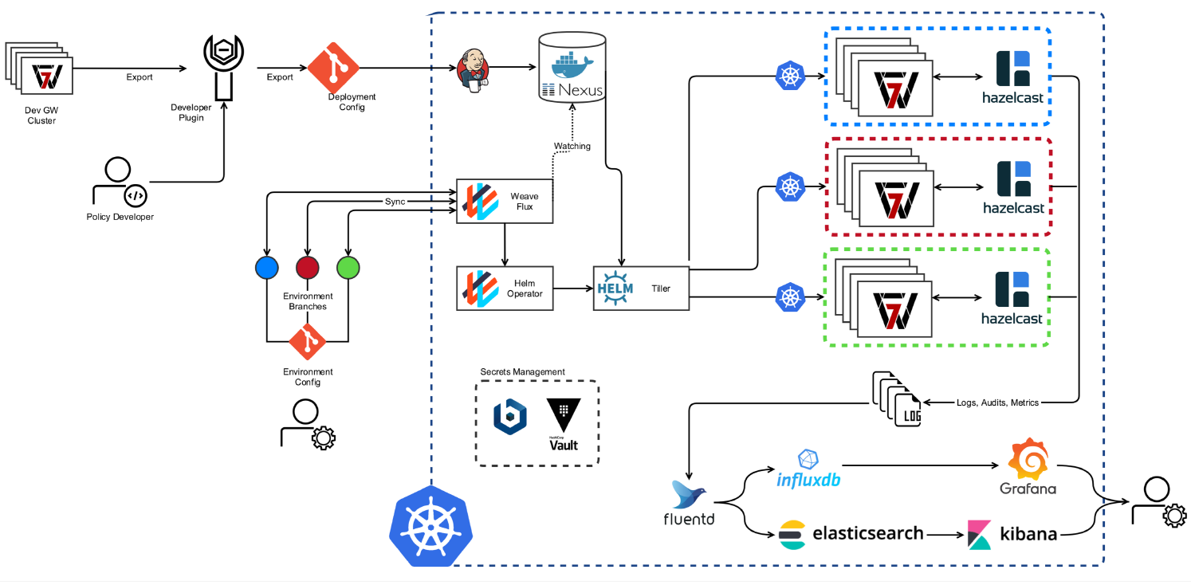 Export
Export
Dev GW
Cluster
Developer
Plugin
Deployment
Config
Policy Developer
Nexus
Watching
Sync
Weave
Flux
Helm
Operator
HELM
Tiller
Environment
Branches
Environment
Config
hazelcast
hazelcast
hazelcast
Secrets Management
Vault
LOG
Logs, Audits, Metrics
fluentd
influxdb
Grafana
elasticsearch
kibana